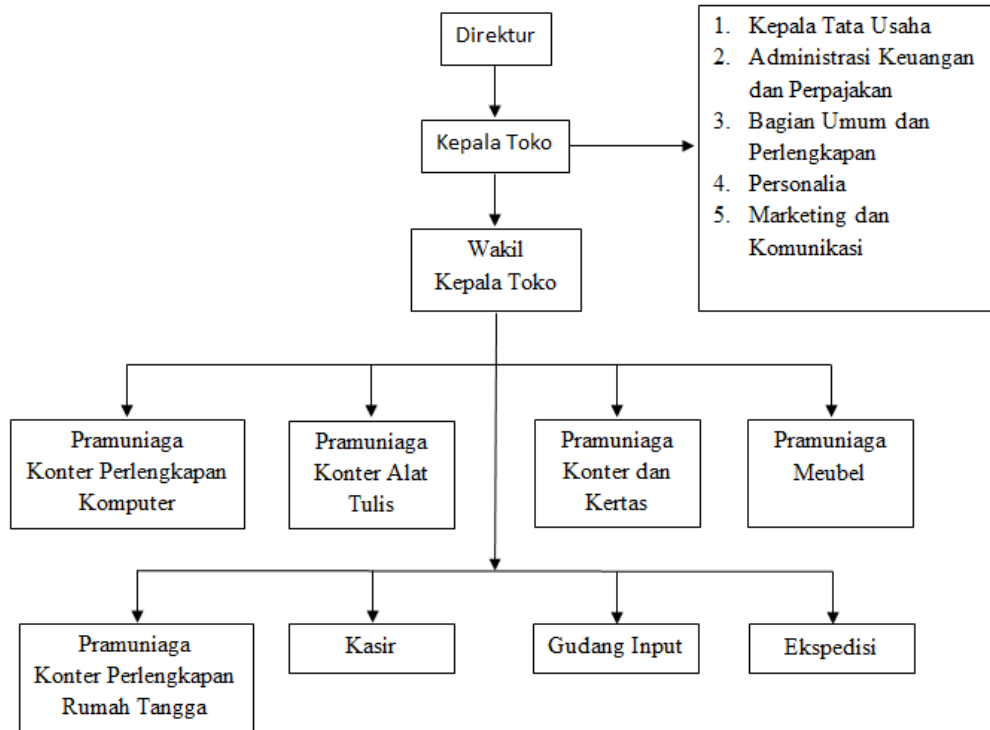 Direktur
Kepala Toko
1. Kepala Tata Usaha
2. Administrasi Keuangan
dan Perpajakan
3. Bagian Umum dan
Perlengkapan
4. Personalia
5. Marketing dan
Komunikasi
Wakil
Kepala Toko
Pramuniaga
Konter Perlengkapan
Komputer
Pramuniaga
Konter Alat
Tulis
Pramuniaga
Konter dan
Kertas
Pramuniaga
Meubel
Pramuniaga
Konter Perlengkapan
Rumah Tangga
Kasir
Gudang Input
Ekspedisi